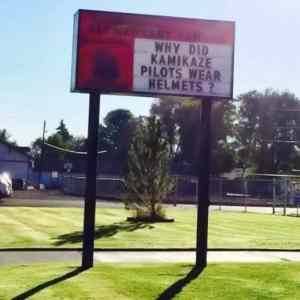 WHY DID
KAMIKAZE
PILOTS WEAR
HELMETS ?